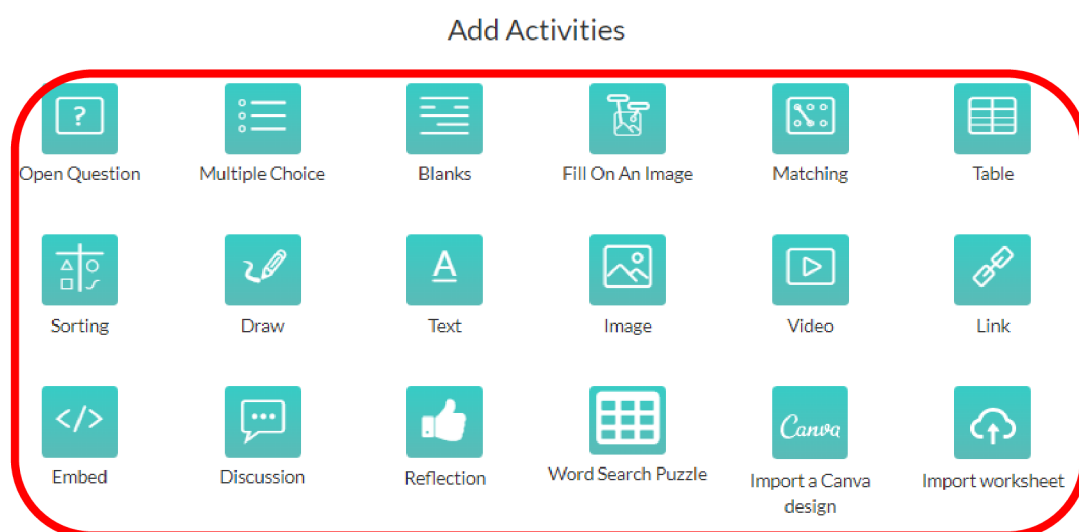 Add Activities
?
Open Question
Multiple Choice
Blanks
Fill On An Image
Matching
Table
A
Sorting
Draw
Text
Image
Video
Link
</>
Canva
Embed
Discussion
Reflection
Word Search Puzzle
Import a Canva
design
Import worksheet